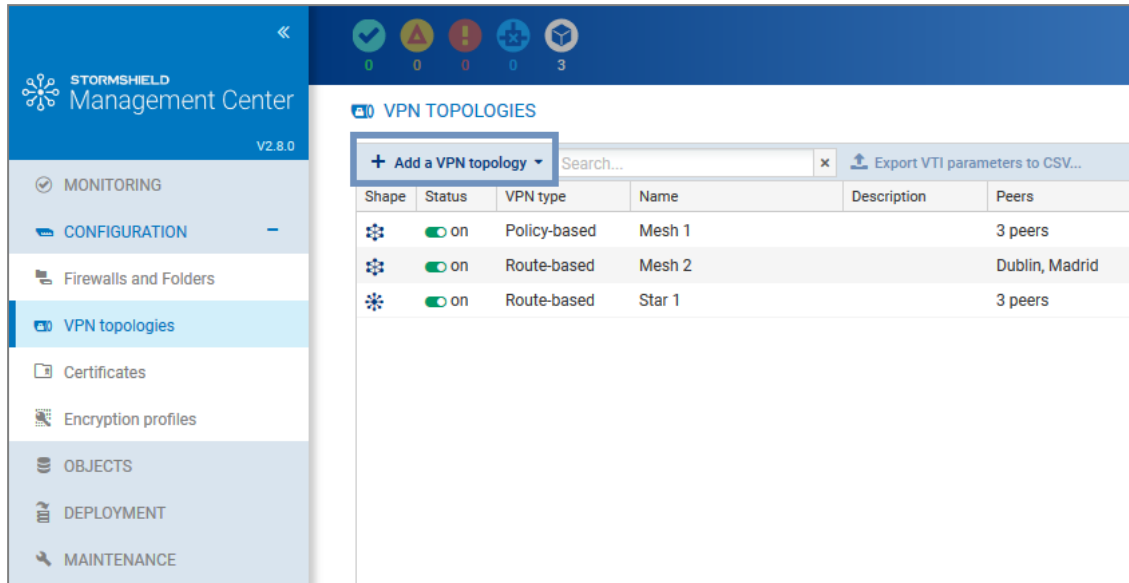 «
STORMSHIELD
Management Center
V2.8.0
0 0 0 0 3
VPN TOPOLOGIES
+ Add a VPN topology Search... × Export VTI parameters to CSV...
Shape Status VPN type Name Description Peers
on Policy-based Mesh 1 3 peers
on Route-based Mesh 2 Dublin, Madrid
on Route-based Star 1 3 peers
MONITORING
CONFIGURATION −
Firewalls and Folders
VPN topologies
Certificates
Encryption profiles
OBJECTS
DEPLOYMENT
MAINTENANCE